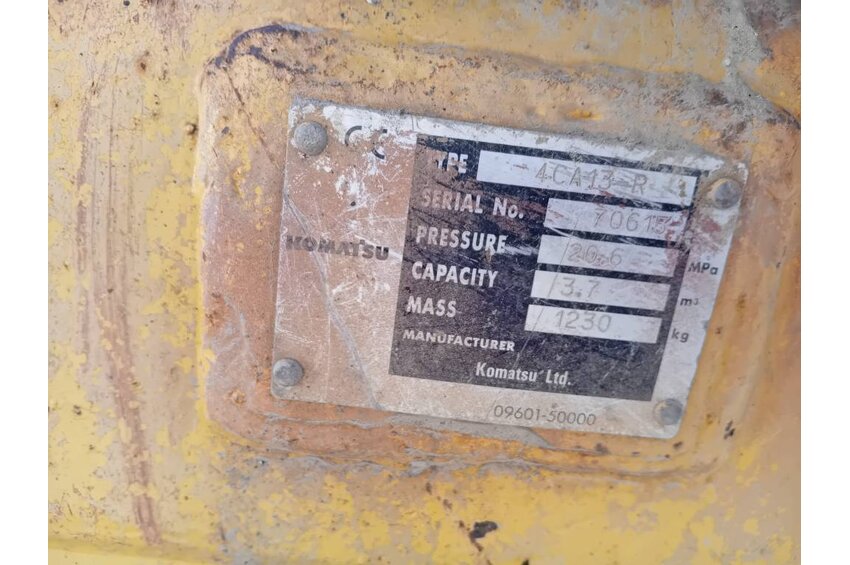 CE
TYPE 4CA13-R
SERIAL No. 70613
KOMATSU
PRESSURE 20.6 MPa
CAPACITY 3.7 m³
MASS 1230 kg
MANUFACTURER
Komatsu Ltd.
09601-50000